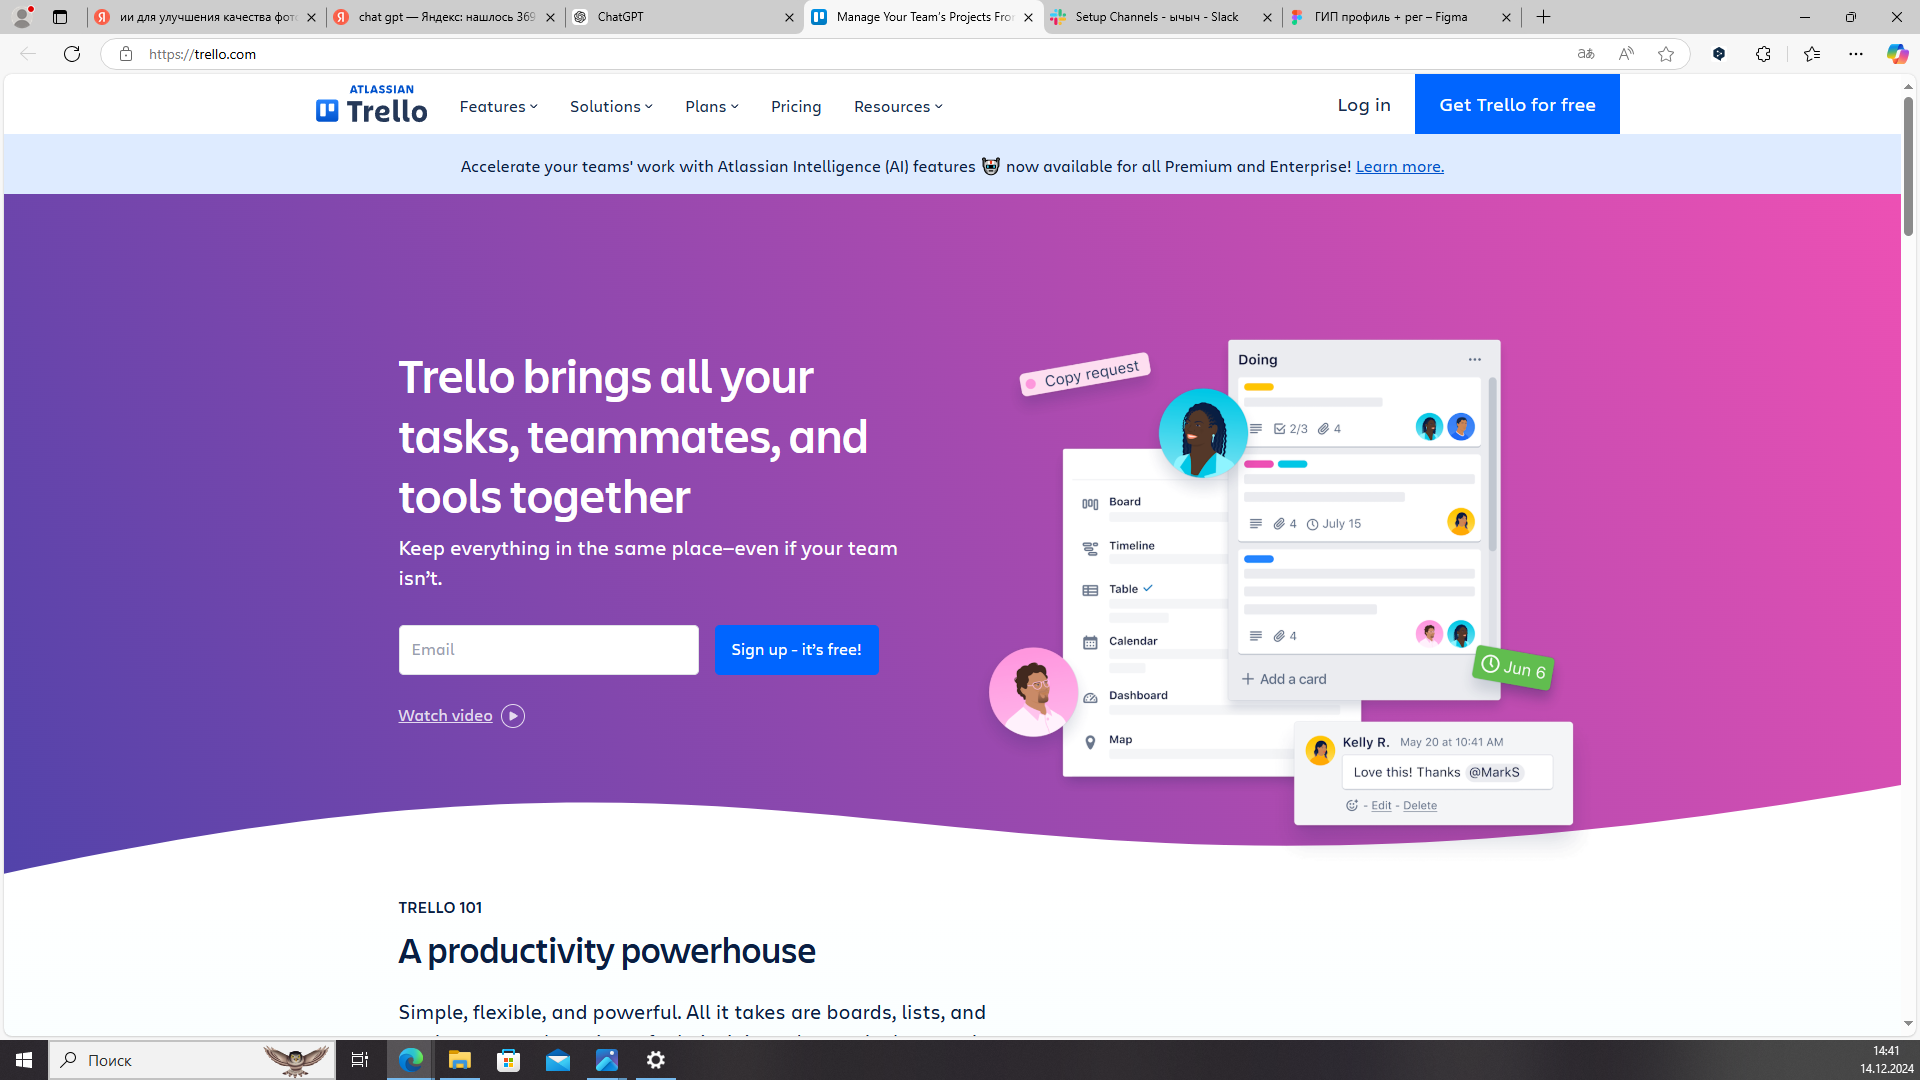 ии для улучшения качества фото
chat gpt — Яндекс: нашлось 369
ChatGPT
Manage Your Team's Projects From
Setup Channels - ычыч - Slack
ГИП профиль + рег – Figma
https://trello.com
ATLASSIAN
Trello
Features
Solutions
Plans
Pricing
Resources
Log in
Get Trello for free
Accelerate your teams' work with Atlassian Intelligence (AI) features 🤖 now available for all Premium and Enterprise! Learn more.
Trello brings all your
tasks, teammates, and
tools together
Keep everything in the same place—even if your team
isn’t.
Email
Sign up - it’s free!
Watch video
Copy request
Doing
2/3
4
4
July 15
4
Add a card
Jun 6
Board
Timeline
Table
Calendar
Dashboard
Map
Kelly R. May 20 at 10:41 AM
Love this! Thanks @MarkS
- Edit - Delete
TRELLO 101
A productivity powerhouse
Simple, flexible, and powerful. All it takes are boards, lists, and
Поиск
14:41
14.12.2024